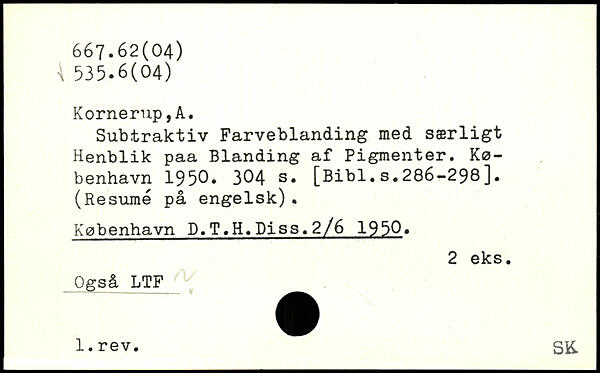 667.62(04)
535.6(04)
Kornerup,A.
Subtraktiv Farveblanding med særligt
Henblik paa Blanding af Pigmenter. Kø-
benhavn 1950. 304 s. [Bibl.s.286-298].
(Resumé på engelsk).
København D.T.H.Diss.2/6 1950.
2 eks.
Også LTF
1.rev.
SK